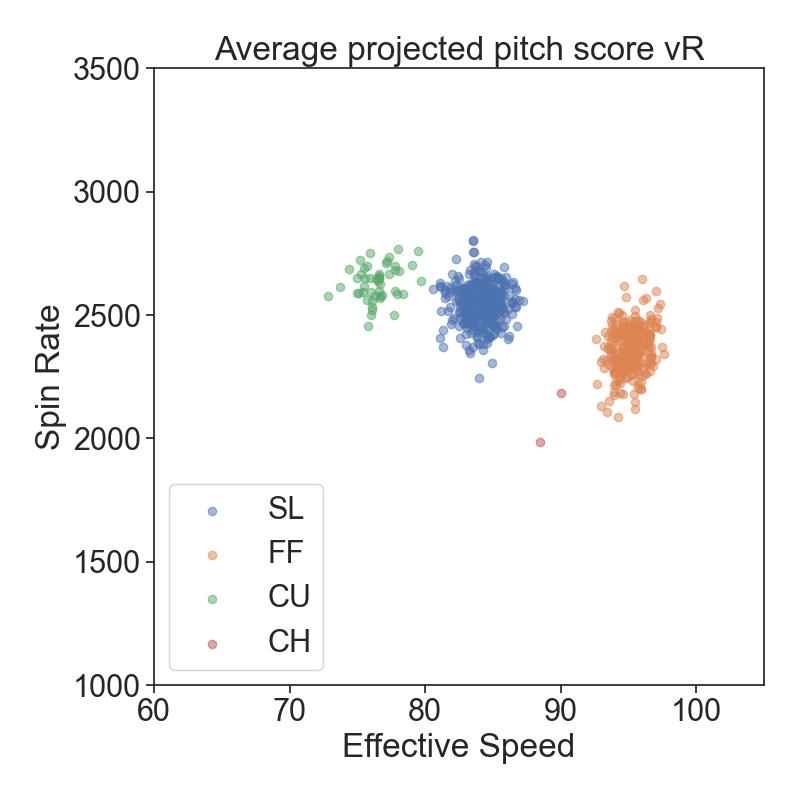 Average projected pitch score vR
3500
3000
2500
2000
1500
1000
Spin Rate
SL
FF
CU
CH
60 70 80 90 100
Effective Speed